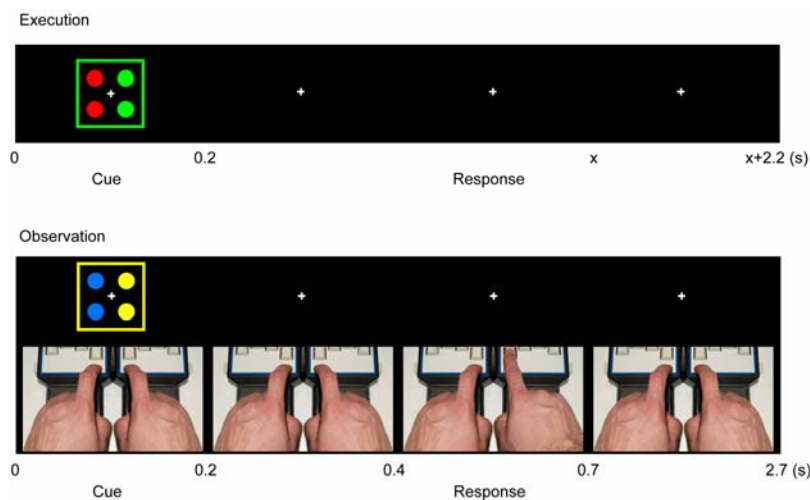 Execution
0 0.2 x x+2.2 (s)
Cue Response
Observation
0 0.2 0.4 0.7 2.7 (s)
Cue Response